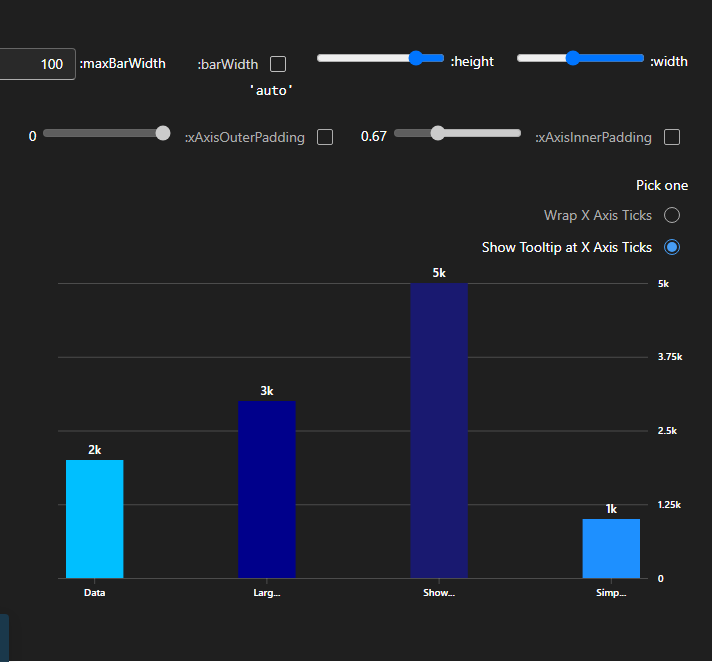 100 :maxBarWidth :barWidth :height :width
'auto'
0 :xAxisOuterPadding 0.67 :xAxisInnerPadding
Pick one
Wrap X Axis Ticks
Show Tooltip at X Axis Ticks
5k
5k
3.75k
3k
2.5k
2k
1.25k
1k
0
Data Larg... Show... Simp...